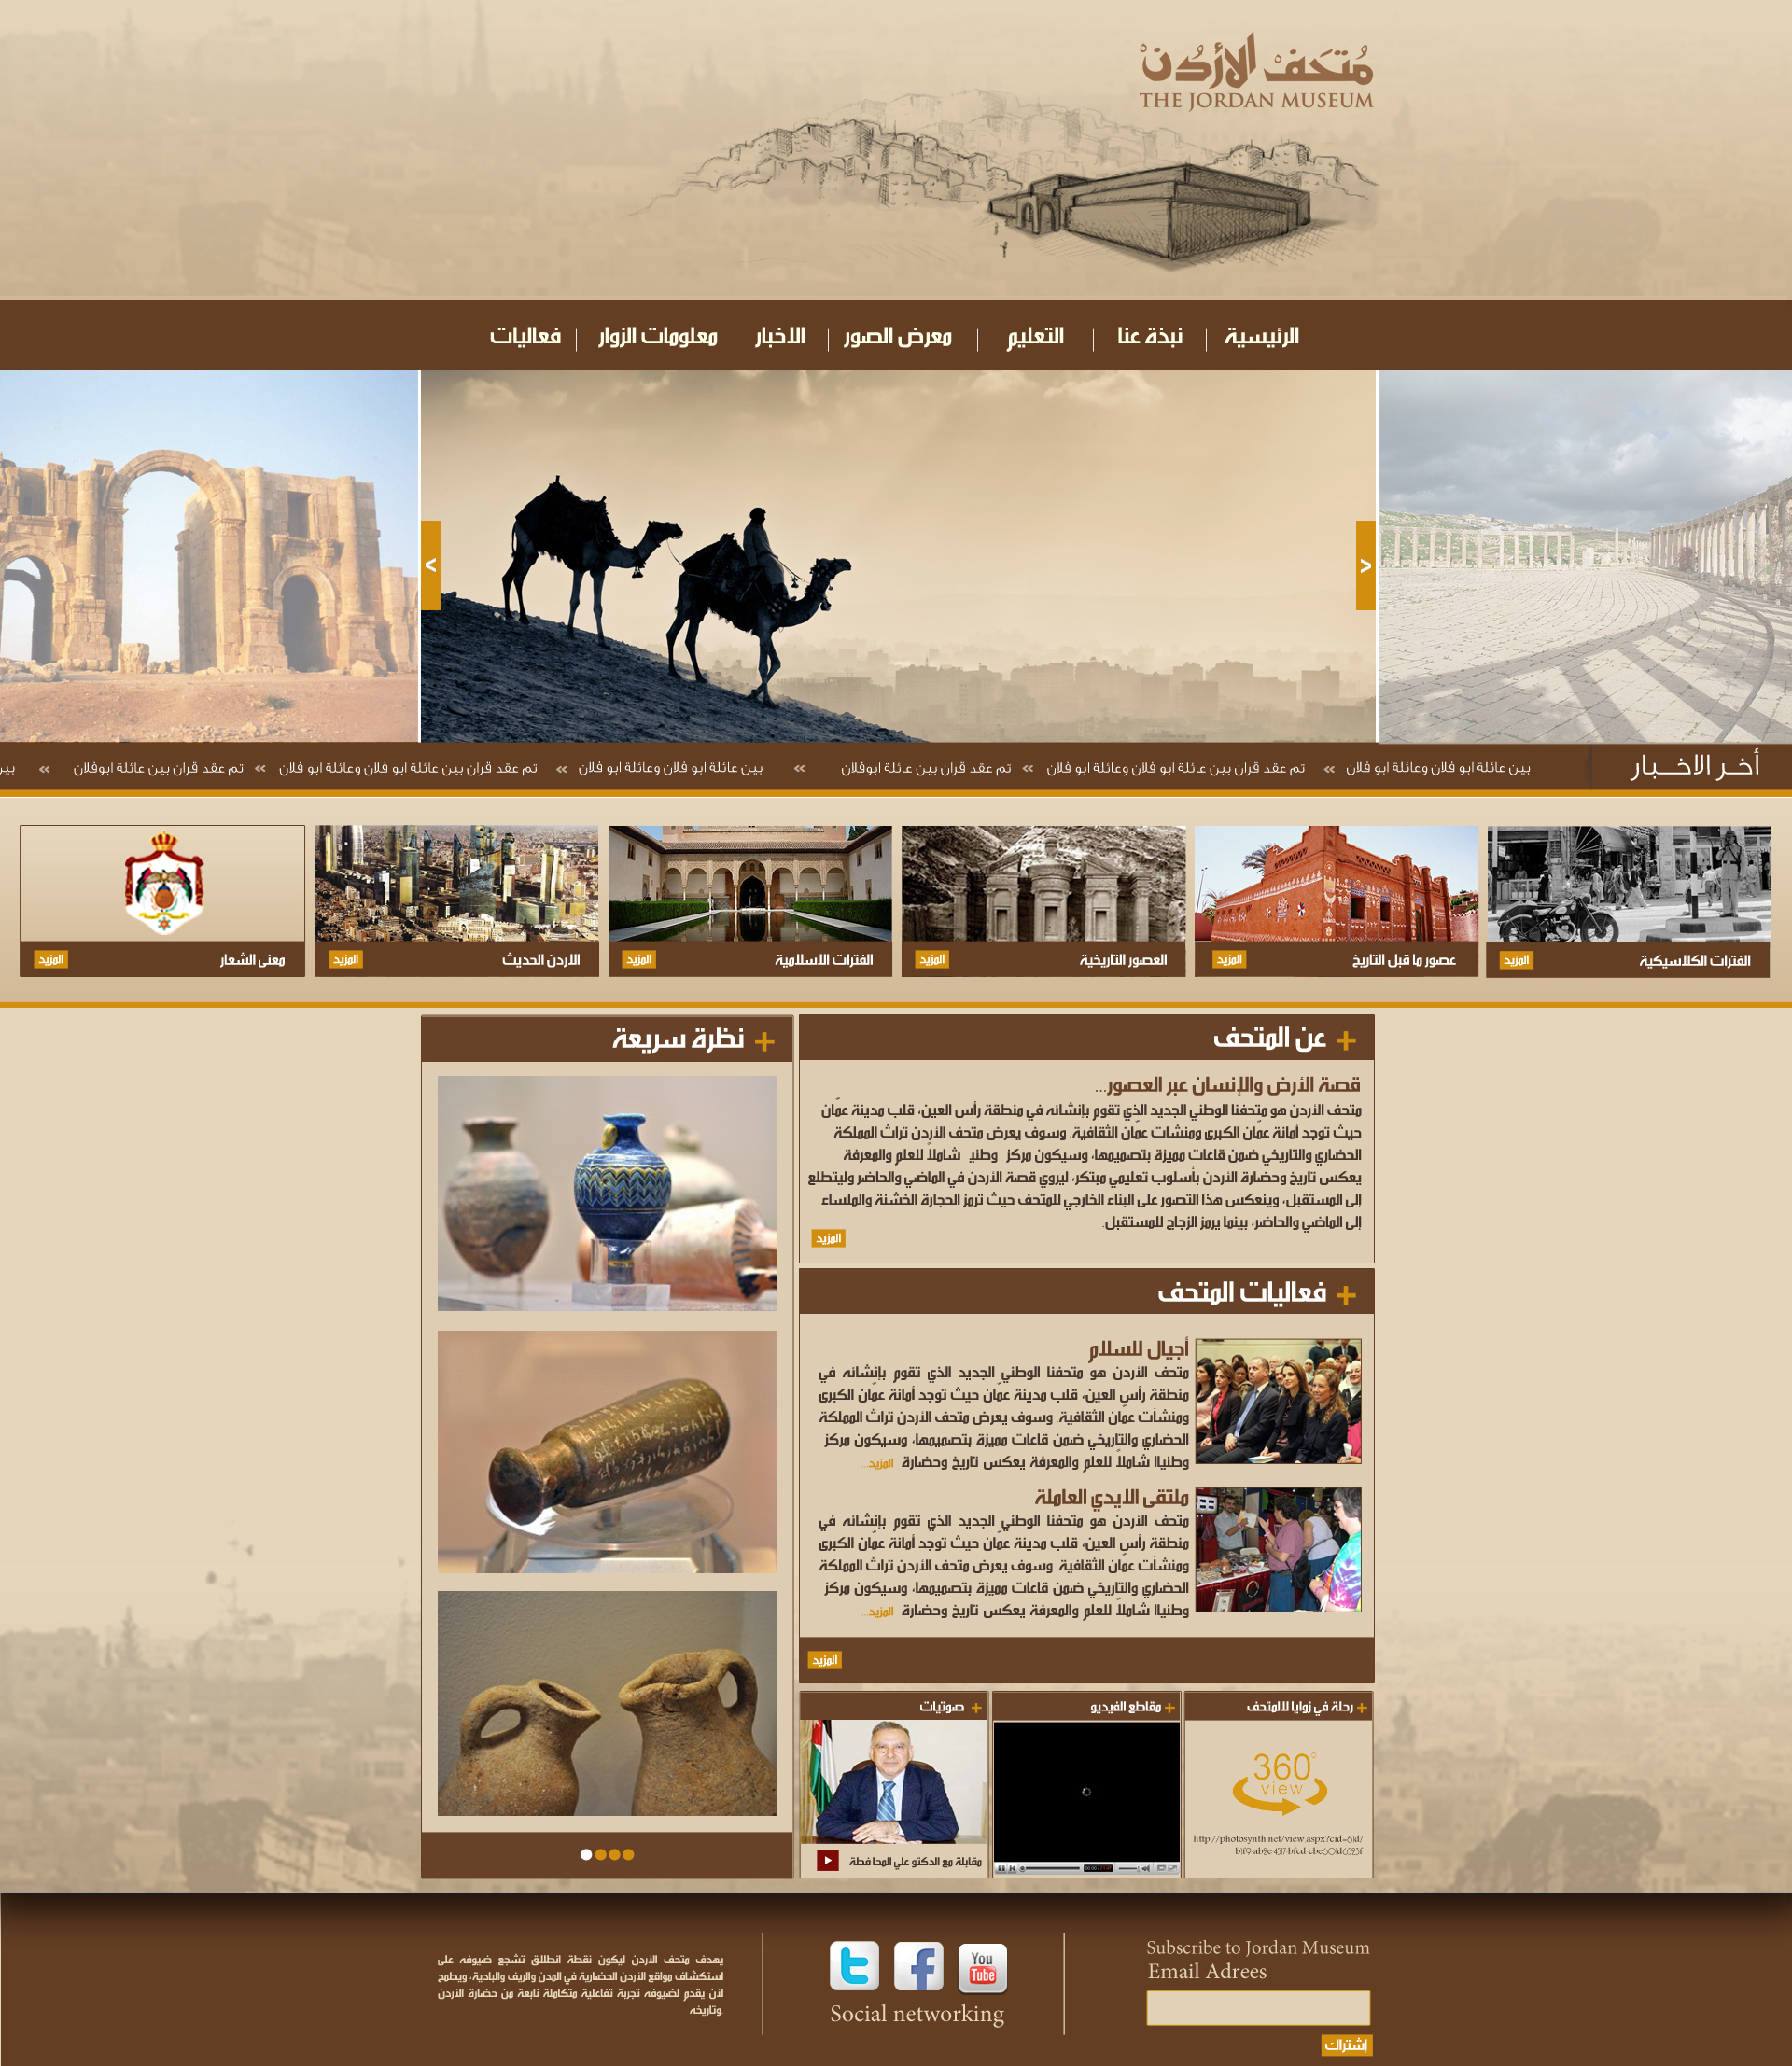 متحف الأردن
THE JORDAN MUSEUM
الرئيسية | نبذة عنا | التعليم | معرض الصور | الاخبار | معلومات الزوار | فعاليات
<
>
أخـر الاخـبـار
بين عائلة ابو فلان وعائلة ابو فلان « تم عقد قران بين عائلة ابو فلان وعائلة ابو فلان « تم عقد قران بين عائلة ابوفلان « بين عائلة ابو فلان وعائلة ابو فلان « تم عقد قران بين عائلة ابو فلان وعائلة ابو فلان « تم عقد قران بين عائلة ابوفلان « بين
الفترات الكلاسيكية
المزيد
عصور ما قبل التاريخ
المزيد
العصور التاريخية
المزيد
الفترات الاسلامية
المزيد
الاردن الحديث
المزيد
معنى الشعار
المزيد
+ عن المتحف
قصة الأرض والإنسان عبر العصور...
متحف الأردن هو متحفنا الوطني الجديد الذي تقوم بإنشائه في منطقة رأس العين، قلب مدينة عمّان
حيث توجد أمانة عمان الكبرى ومنشآت عمان الثقافية. وسوف يعرض متحف الأردن تراث المملكة
الحضاري والتاريخي ضمن قاعات مميزة بتصميمها، وسيكون مركز وطني شاملاً للعلم والمعرفة
يعكس تاريخ وحضارة الأردن بأسلوب تعليمي مبتكر، ليروي قصة الأردن في الماضي والحاضر وليتطلع
إلى المستقبل، وينعكس هذا التصور على البناء الخارجي للمتحف حيث ترمز الحجارة الخشنة والملساء
إلى الماضي والحاضر، بينما يرمز الزجاج للمستقبل.
المزيد
+ نظرة سريعة
+ فعاليات المتحف
أجيال للسلام
متحف الأردن هو متحفنا الوطني الجديد الذي تقوم بإنشائه في
منطقة رأس العين، قلب مدينة عمان حيث توجد أمانة عمان الكبرى
ومنشآت عمان الثقافية. وسوف يعرض متحف الأردن تراث المملكة
الحضاري والتاريخي ضمن قاعات مميزة بتصميمها، وسيكون مركز
وطنياا شاملاً للعلم والمعرفة يعكس تاريخ وحضارة المزيد...
ملتقى الايدي العاملة
متحف الأردن هو متحفنا الوطني الجديد الذي تقوم بإنشائه في
منطقة رأس العين، قلب مدينة عمان حيث توجد أمانة عمان الكبرى
ومنشآت عمان الثقافية. وسوف يعرض متحف الأردن تراث المملكة
الحضاري والتاريخي ضمن قاعات مميزة بتصميمها، وسيكون مركز
وطنياا شاملاً للعلم والمعرفة يعكس تاريخ وحضارة المزيد...
المزيد
+ رحلة في زوايا لالمتحف
360°
view
http://photosynth.net/view.aspx?cid=61d7
+ مقاطع الفيديو
+ صوتيات
مقابلة مع الدكتو علي المحافظة
Subscribe to Jordan Museum
Email Adrees
إشتراك
You
Tube
f
t
Social networking
يهدف متحف الأردن ليكون نقطة انطلاق تشجع ضيوفه على
استكشاف مواقع الأردن الحضارية في المدن والريف والبادية، ويطمح
لأن يقدم لضيوفه تجربة تفاعلية متكاملة نابعة من حضارة الأردن
وتاريخه.